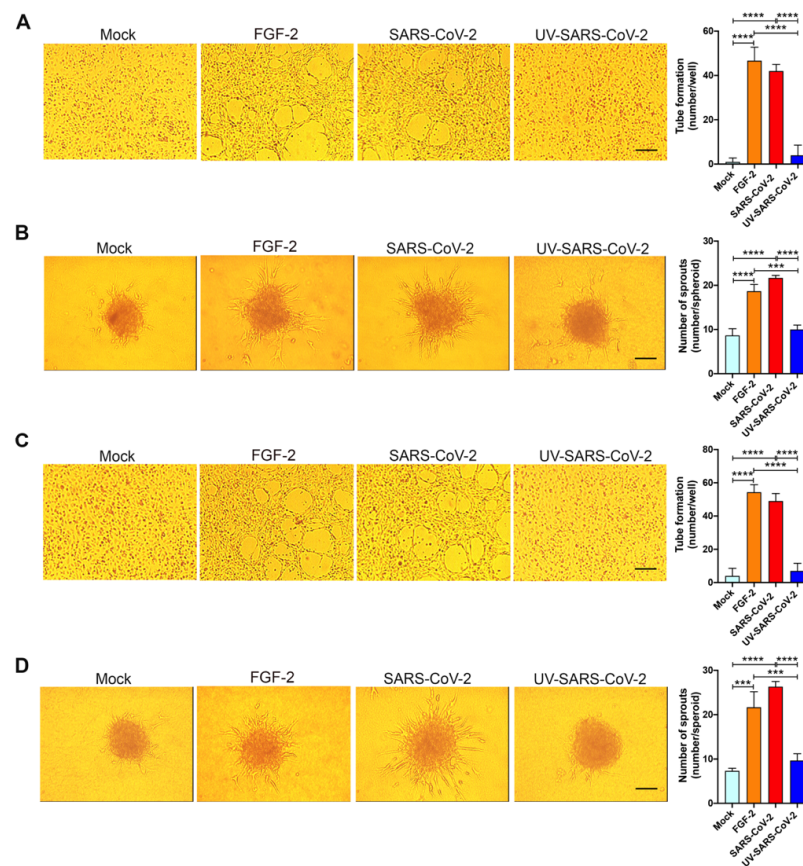 A
Mock FGF-2 SARS-CoV-2 UV-SARS-CoV-2
Tube formation
(number/well)
60
40
20
0
**** ****
****
****
Mock
FGF-2
SARS-CoV-2
UV-SARS-CoV-2
B
Mock FGF-2 SARS-CoV-2 UV-SARS-CoV-2
Number of sprouts
(number/spheroid)
30
20
10
0
**** ****
***
****
Mock
FGF-2
SARS-CoV-2
UV-SARS-CoV-2
C
Mock FGF-2 SARS-CoV-2 UV-SARS-CoV-2
Tube formation
(number/well)
60
40
20
0
**** ****
****
****
Mock
FGF-2
SARS-CoV-2
UV-SARS-CoV-2
D
Mock FGF-2 SARS-CoV-2 UV-SARS-CoV-2
Number of sprouts
(number/speroid)
30
20
10
0
**** ****
***
***
Mock
FGF-2
SARS-CoV-2
UV-SARS-CoV-2